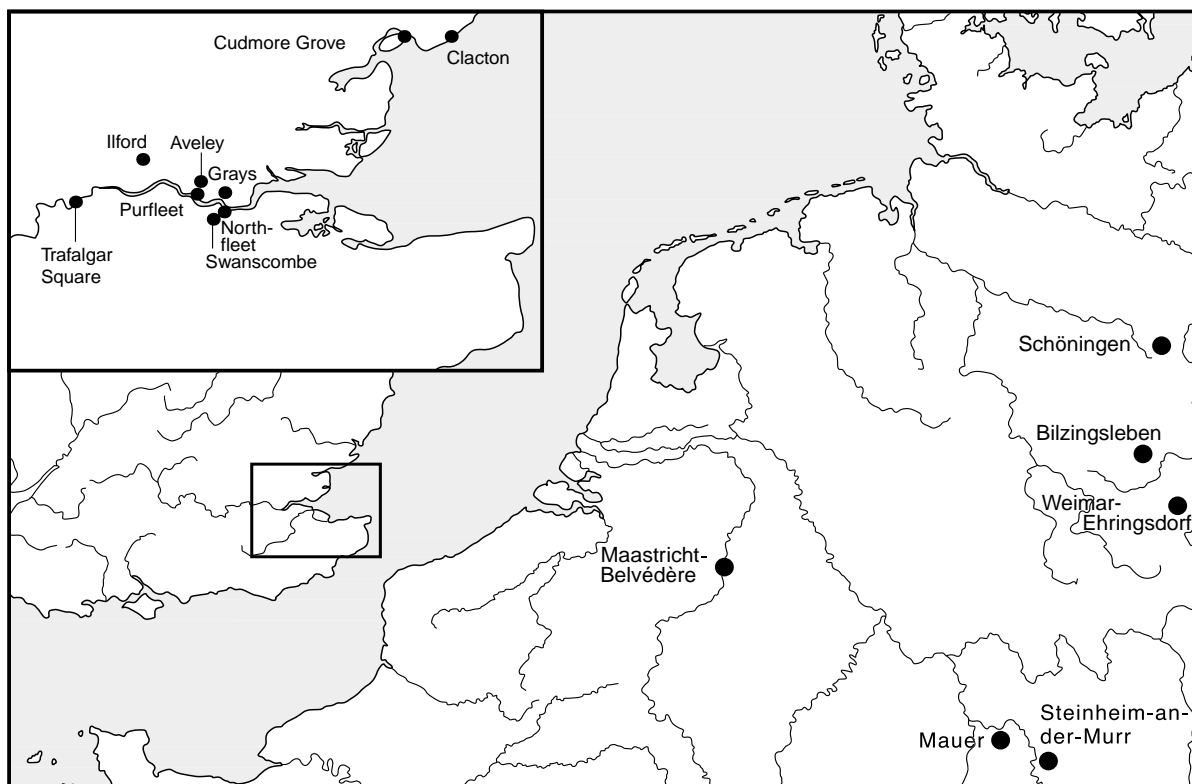 Cudmore Grove
Clacton
Ilford
Aveley
Grays
Purfleet
North-
fleet
Swanscombe
Trafalgar
Square
Schöningen
Bilzingsleben
Weimar-
Ehringsdorf
Maastricht-
Belvédère
Steinheim-an-
der-Murr
Mauer